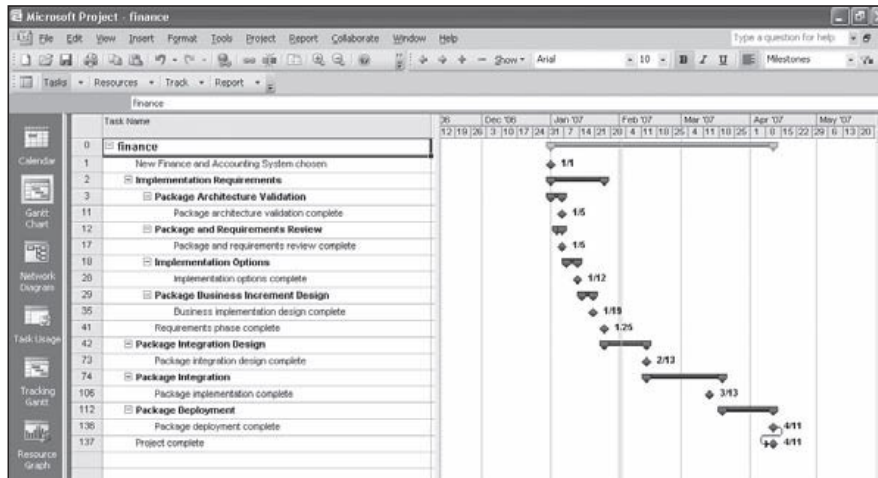 Microsoft Project - finance
File Edit View Insert Format Tools Project Report Collaborate Window Help
Type a question for help
Show Arial 10 B I U Milestones
Tasks Resources Track Report
finance
Task Name
06 Dec '06 Jan '07 Feb '07 Mar '07 Apr '07 May '07
12 19 26 3 10 17 24 31 7 14 21 28 4 11 18 25 4 11 18 25 1 8 15 22 29 6 13 20
0 finance
1 New Finance and Accounting System chosen 1/1
2 Implementation Requirements
3 Package Architecture Validation
11 Package architecture validation complete 1/5
12 Package and Requirements Review
17 Package and requirements review complete 1/5
18 Implementation Options
28 Implementation options complete 1/12
29 Package Business Increment Design
35 Business implementation design complete 1/19
41 Requirements phase complete 1/25
42 Package Integration Design
73 Package integration design complete 2/13
74 Package Integration
106 Package implementation complete 3/13
112 Package Deployment
136 Package deployment complete 4/11
137 Project complete 4/11
Calendar
Gantt
Chart
Network
Diagram
Task Usage
Tracking
Gantt
Resource
Graph